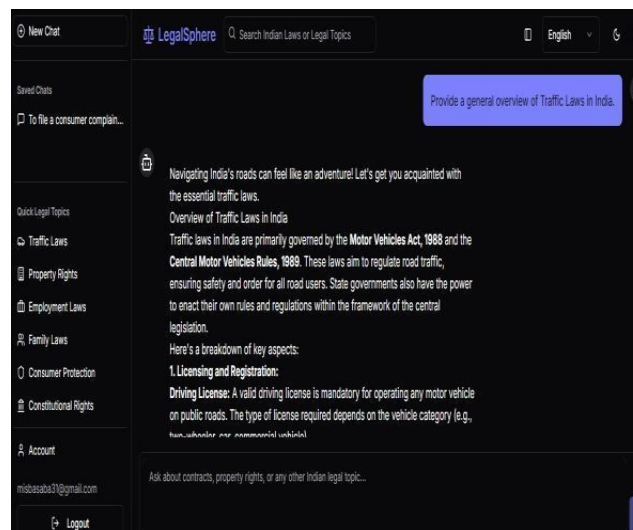 New Chat
LegalSphere
Search Indian Laws or Legal Topics
English
Saved Chats
To file a consumer complain...
Quick Legal Topics
Traffic Laws
Property Rights
Employment Laws
Family Laws
Consumer Protection
Constitutional Rights
Account
misbasaba31@gmail.com
Logout
Provide a general overview of Traffic Laws in India.
Navigating India's roads can feel like an adventure! Let's get you acquainted with
the essential traffic laws.
Overview of Traffic Laws in India
Traffic laws in India are primarily governed by the Motor Vehicles Act, 1988 and the
Central Motor Vehicles Rules, 1989. These laws aim to regulate road traffic,
ensuring safety and order for all road users. State governments also have the power
to enact their own rules and regulations within the framework of the central
legislation.
Here's a breakdown of key aspects:
1. Licensing and Registration:
Driving License: A valid driving license is mandatory for operating any motor vehicle
on public roads. The type of license required depends on the vehicle category (e.g.,
two-wheeler, car, commercial vehicle)
Ask about contracts, property rights, or any other Indian legal topic...